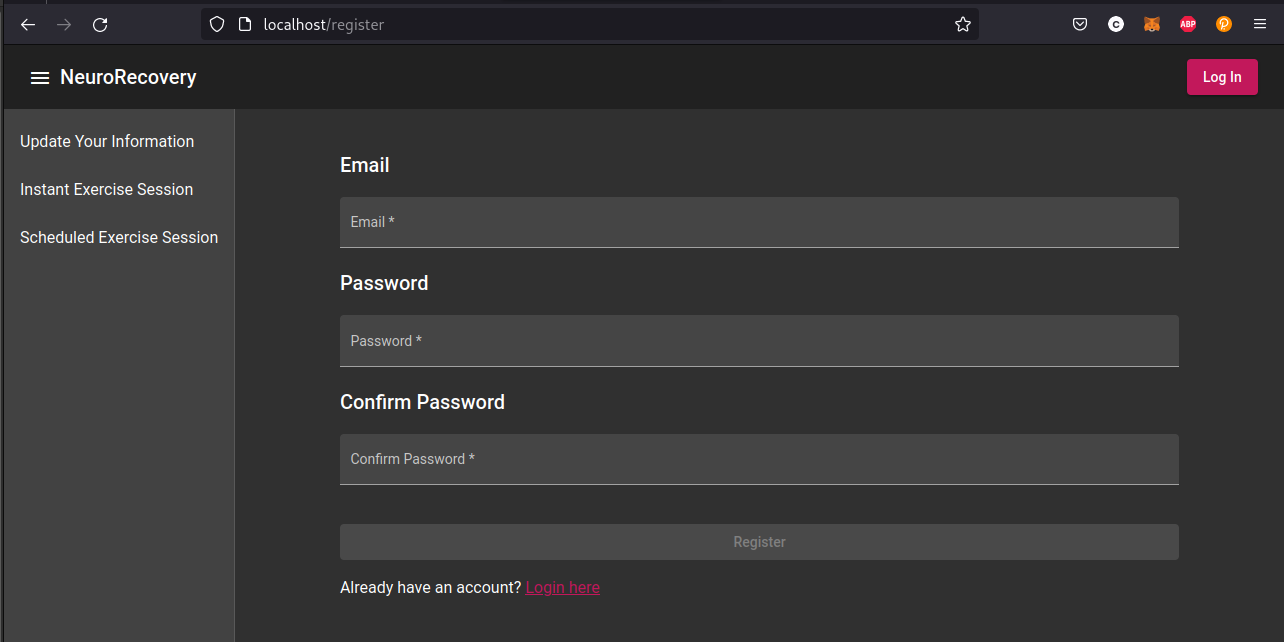 localhost/register
C
ABP
NeuroRecovery
Log In
Update Your Information
Instant Exercise Session
Scheduled Exercise Session
Email
Email *
Password
Password *
Confirm Password
Confirm Password *
Register
Already have an account? Login here